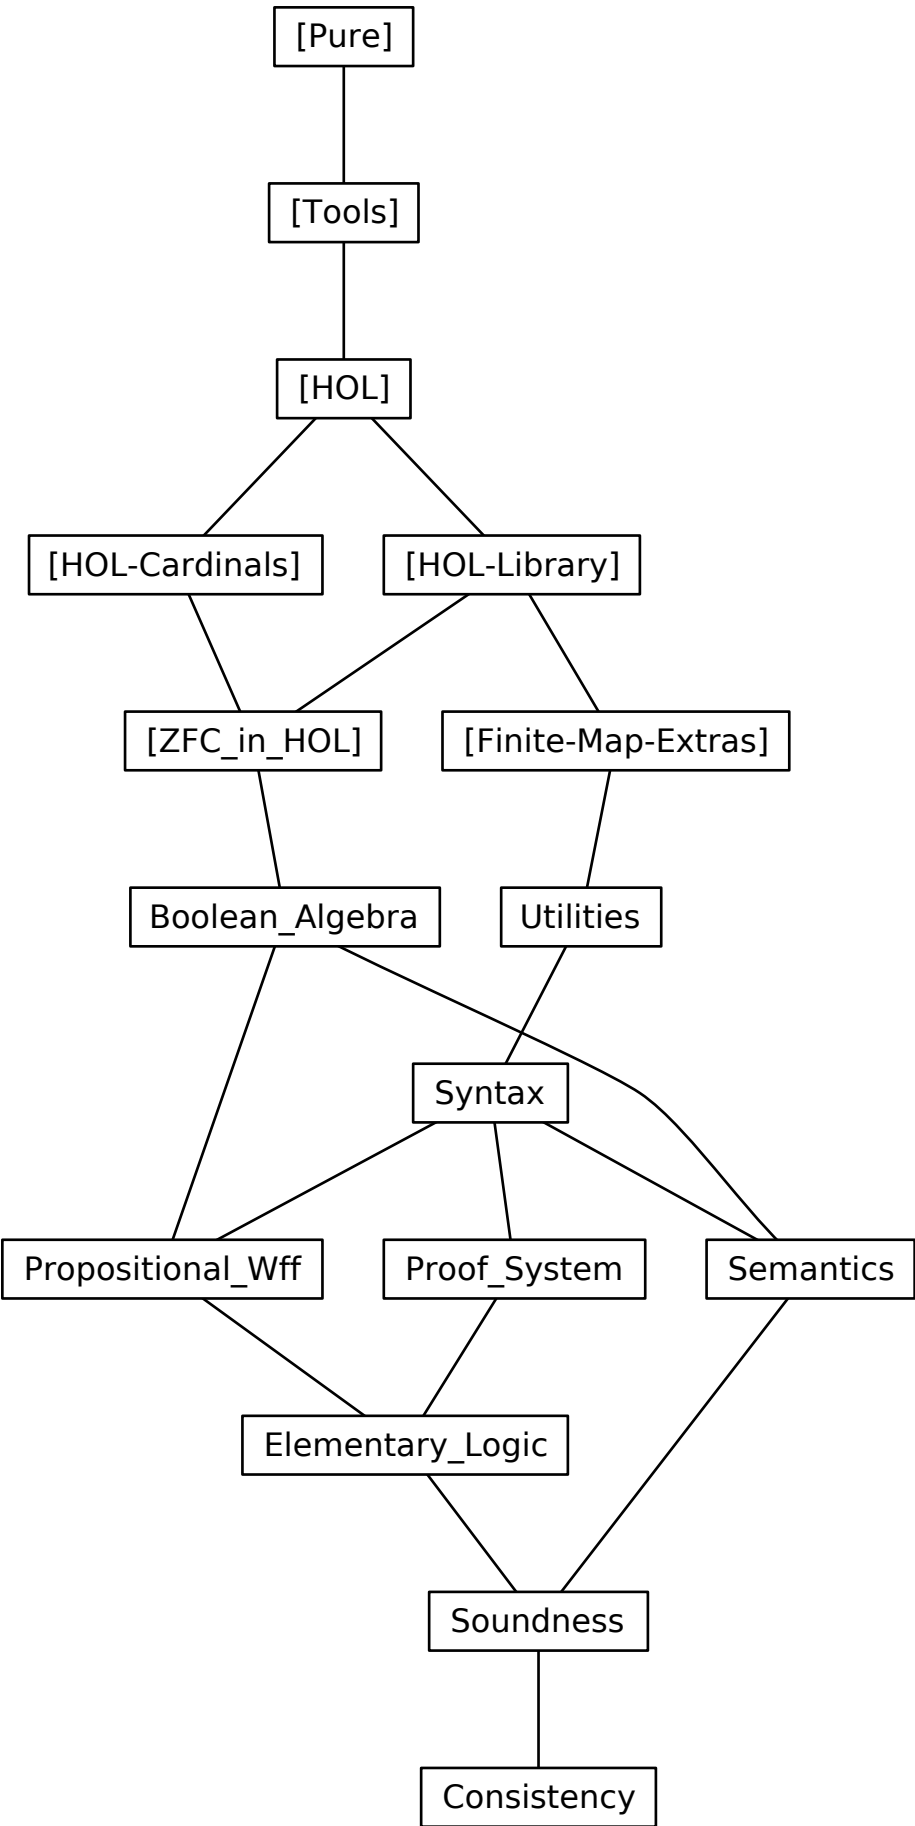 [Pure]
[Tools]
[HOL]
[HOL-Cardinals]
[HOL-Library]
[ZFC_in_HOL]
[Finite-Map-Extras]
Boolean_Algebra
Utilities
Syntax
Propositional_Wff
Proof_System
Semantics
Elementary_Logic
Soundness
Consistency